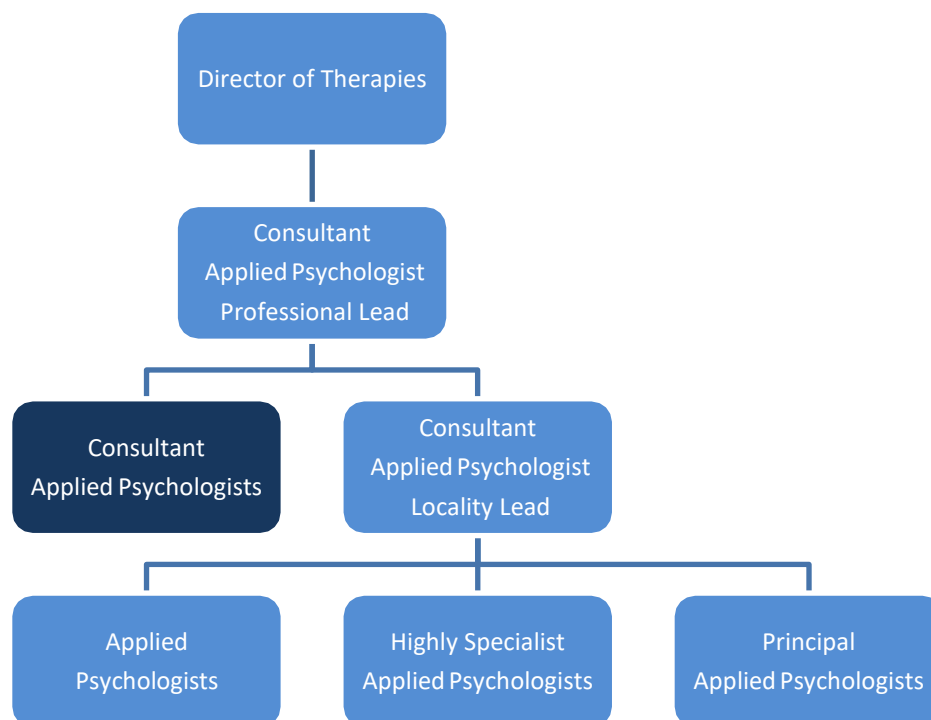 Director of Therapies
Consultant
Applied Psychologist
Professional Lead
Consultant
Applied Psychologists
Consultant
Applied Psychologist
Locality Lead
Applied
Psychologists
Highly Specialist
Applied Psychologists
Principal
Applied Psychologists